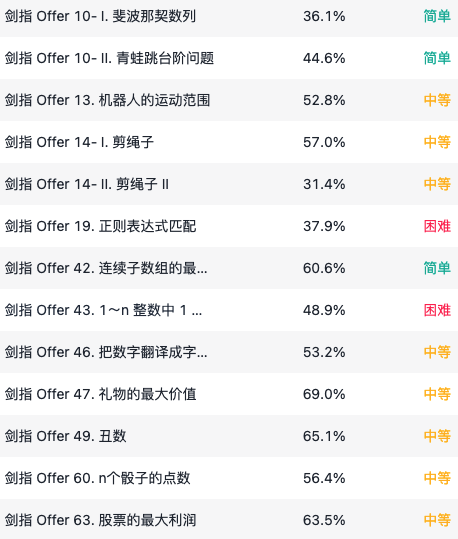 剑指 Offer 10- I. 斐波那契数列 36.1% 简单
剑指 Offer 10- II. 青蛙跳台阶问题 44.6% 简单
剑指 Offer 13. 机器人的运动范围 52.8% 中等
剑指 Offer 14- I. 剪绳子 57.0% 中等
剑指 Offer 14- II. 剪绳子 II 31.4% 中等
剑指 Offer 19. 正则表达式匹配 37.9% 困难
剑指 Offer 42. 连续子数组的最... 60.6% 简单
剑指 Offer 43. 1～n 整数中 1 ... 48.9% 困难
剑指 Offer 46. 把数字翻译成字... 53.2% 中等
剑指 Offer 47. 礼物的最大价值 69.0% 中等
剑指 Offer 49. 丑数 65.1% 中等
剑指 Offer 60. n个骰子的点数 56.4% 中等
剑指 Offer 63. 股票的最大利润 63.5% 中等